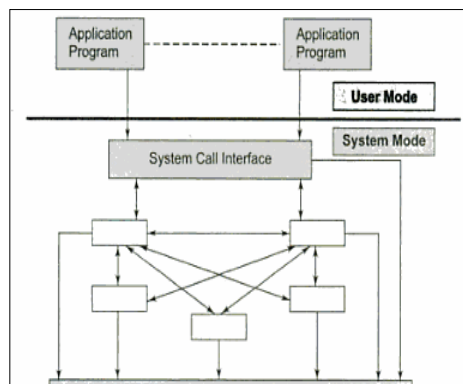 Application
Program
Application
Program
User Mode
System Mode
System Call Interface